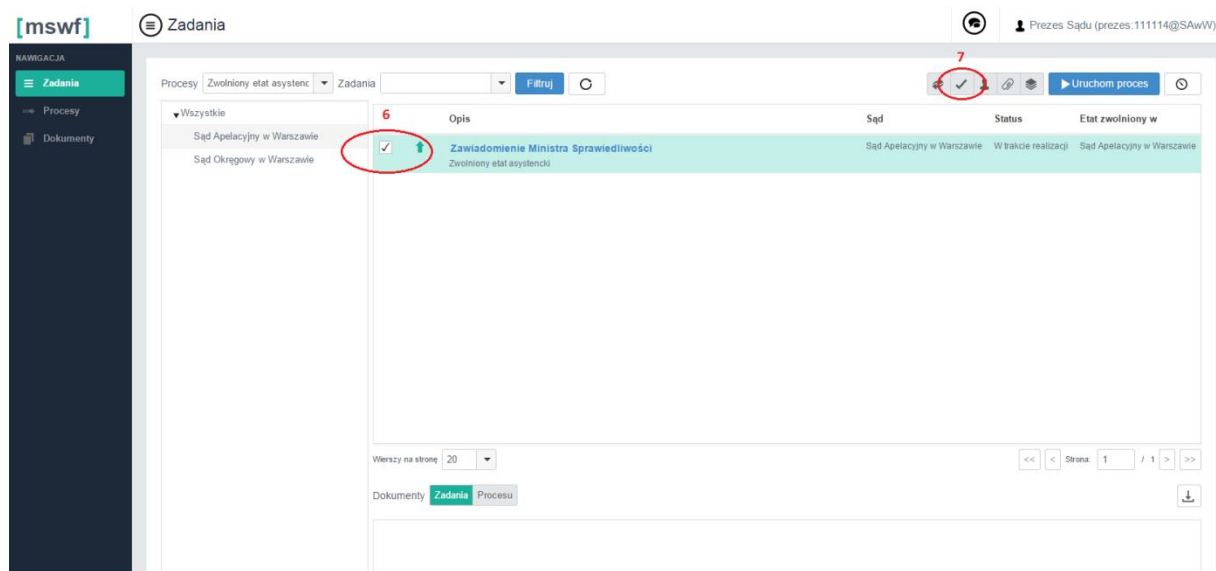 [mswf]
Zadania
Prezes Sądu (prezes:111114@SAwW)
NAWIGACJA
Zadania
Procesy
Dokumenty
7
Procesy Zwolniony etat asystenc Zadania Filtruj Uruchom proces
Wszystkie
Sąd Apelacyjny w Warszawie
Sąd Okręgowy w Warszawie
6
Opis Sąd Status Etat zwolniony w
Zawiadomienie Ministra Sprawiedliwości Sąd Apelacyjny w Warszawie W trakcie realizacji Sąd Apelacyjny w Warszawie
Zwolniony etat asystencki
Wierszy na stronę 20 << < Strona: 1 / 1 > >>
Dokumenty Zadania Procesu